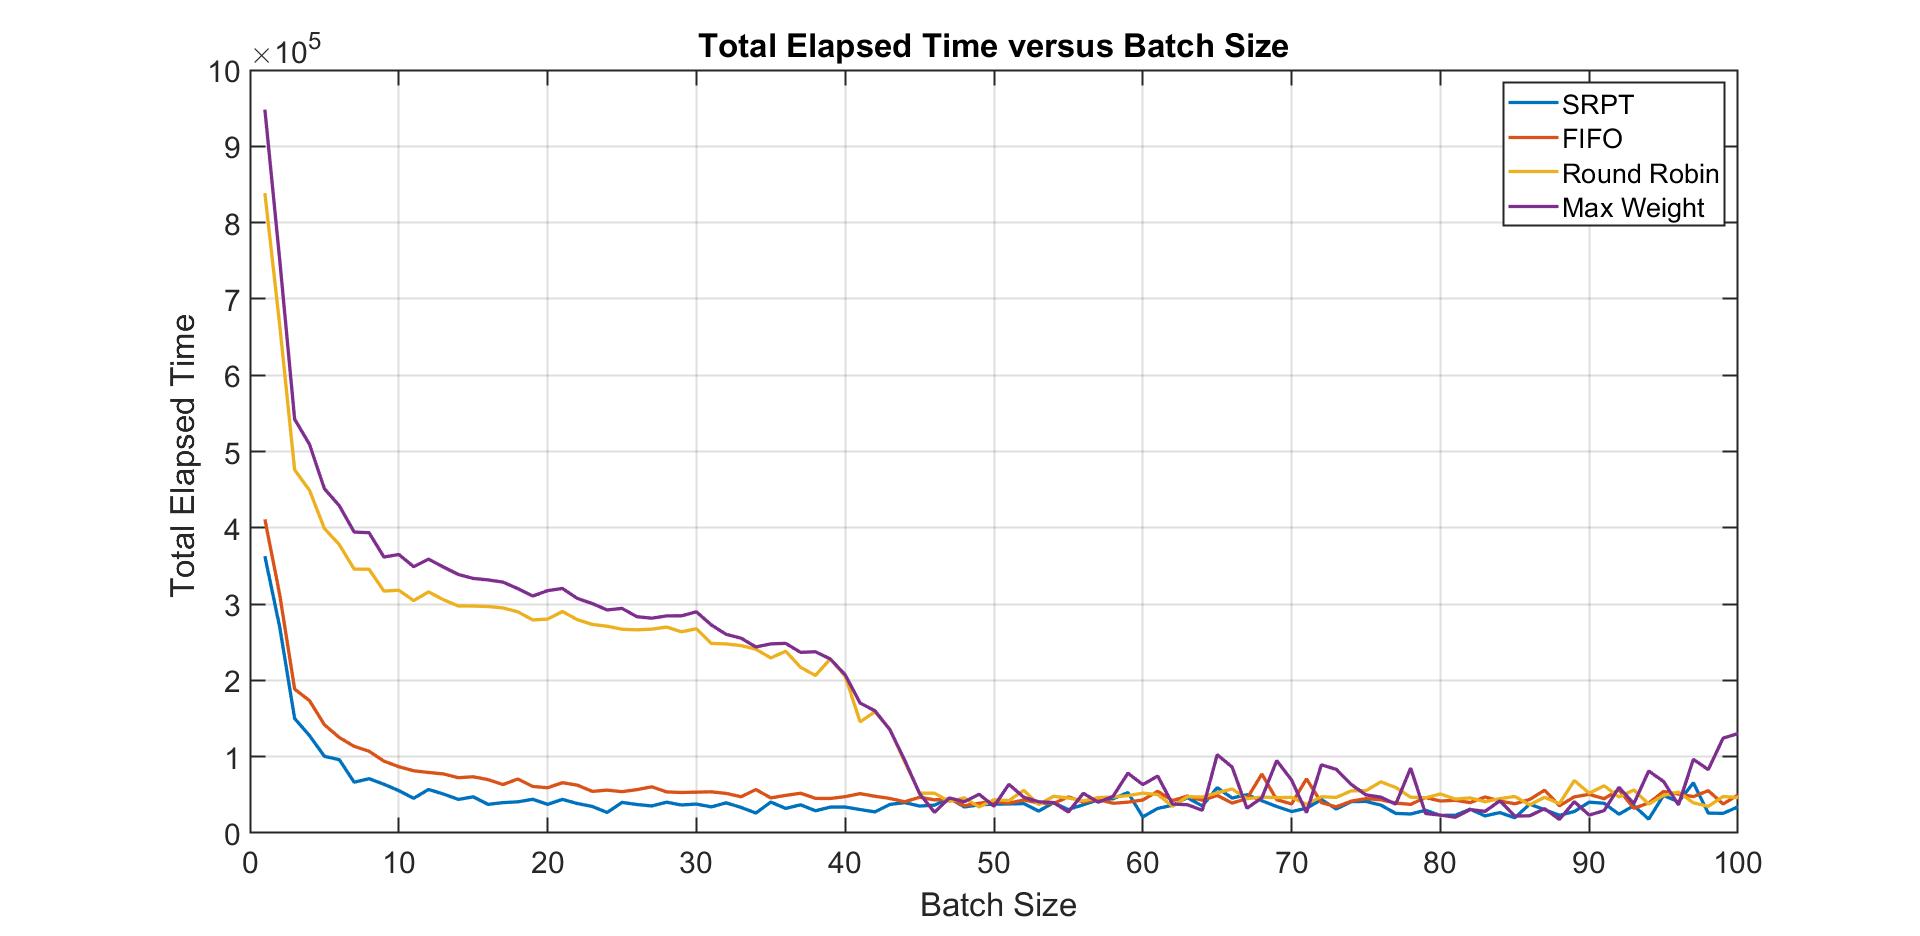 Total Elapsed Time versus Batch Size
×10^5
10
9
8
7
6
5
4
3
2
1
0
Total Elapsed Time
SRPT
FIFO
Round Robin
Max Weight
0 10 20 30 40 50 60 70 80 90 100
Batch Size